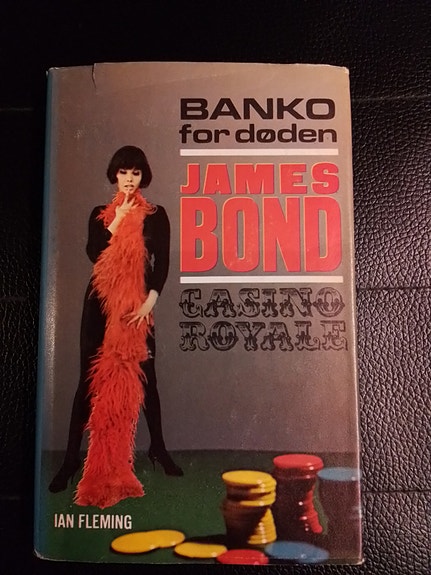 BANKO
for døden
JAMES
BOND
CASINO
ROYALE
IAN FLEMING